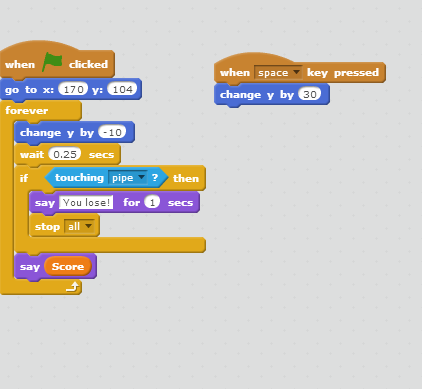 when clicked
go to x: 170 y: 104
forever
change y by -10
wait 0.25 secs
if touching pipe ? then
say You lose! for 1 secs
stop all
say Score
when space key pressed
change y by 30